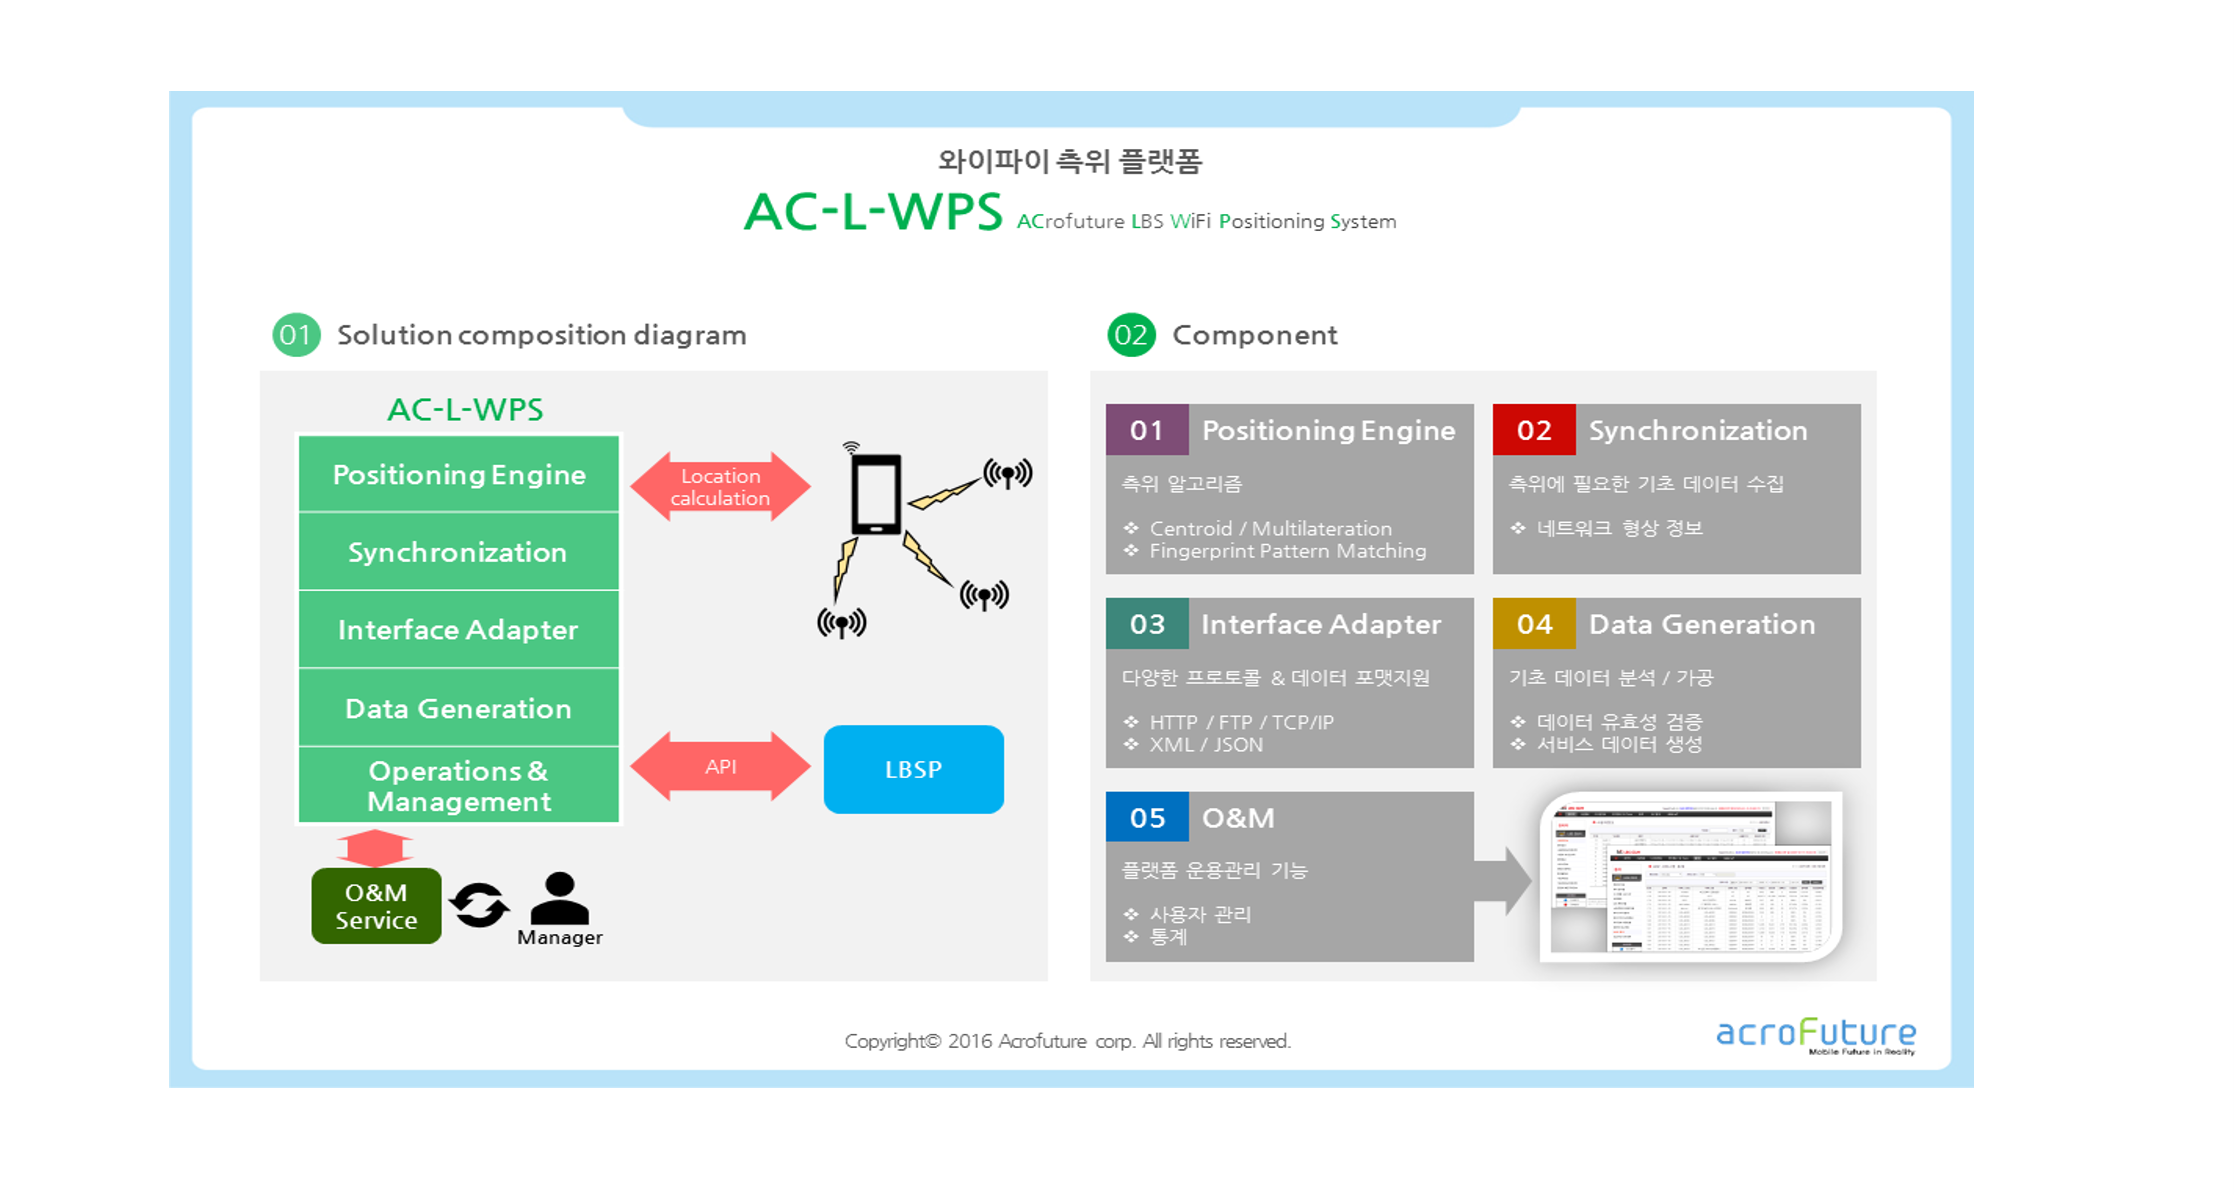 와이파이 측위 플랫폼
AC-L-WPS ACrofuture LBS WiFi Positioning System
01 Solution composition diagram
AC-L-WPS
Positioning Engine
Synchronization
Interface Adapter
Data Generation
Operations &
Management
Location
calculation
API
LBSP
O&M
Service
Manager
02 Component
01 Positioning Engine
측위 알고리즘
❖ Centroid / Multilateration
❖ Fingerprint Pattern Matching
02 Synchronization
측위에 필요한 기초 데이터 수집
❖ 네트워크 형상 정보
03 Interface Adapter
다양한 프로토콜 & 데이터 포맷지원
❖ HTTP / FTP / TCP/IP
❖ XML / JSON
04 Data Generation
기초 데이터 분석 / 가공
❖ 데이터 유효성 검증
❖ 서비스 데이터 생성
05 O&M
플랫폼 운용관리 기능
❖ 사용자 관리
❖ 통계
Copyright© 2016 Acrofuture corp. All rights reserved.
acroFuture
Mobile Future in Reality